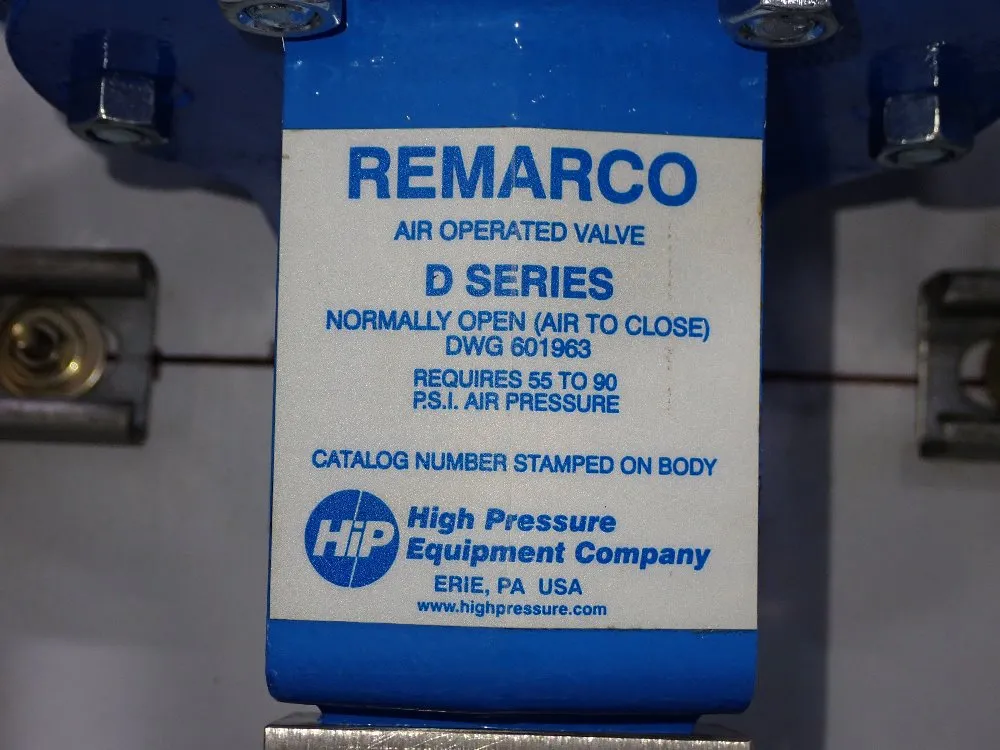 REMARCO
AIR OPERATED VALVE
D SERIES
NORMALLY OPEN (AIR TO CLOSE)
DWG 601963
REQUIRES 55 TO 90
P.S.I. AIR PRESSURE
CATALOG NUMBER STAMPED ON BODY
HiP
High Pressure
Equipment Company
ERIE, PA USA
www.highpressure.com